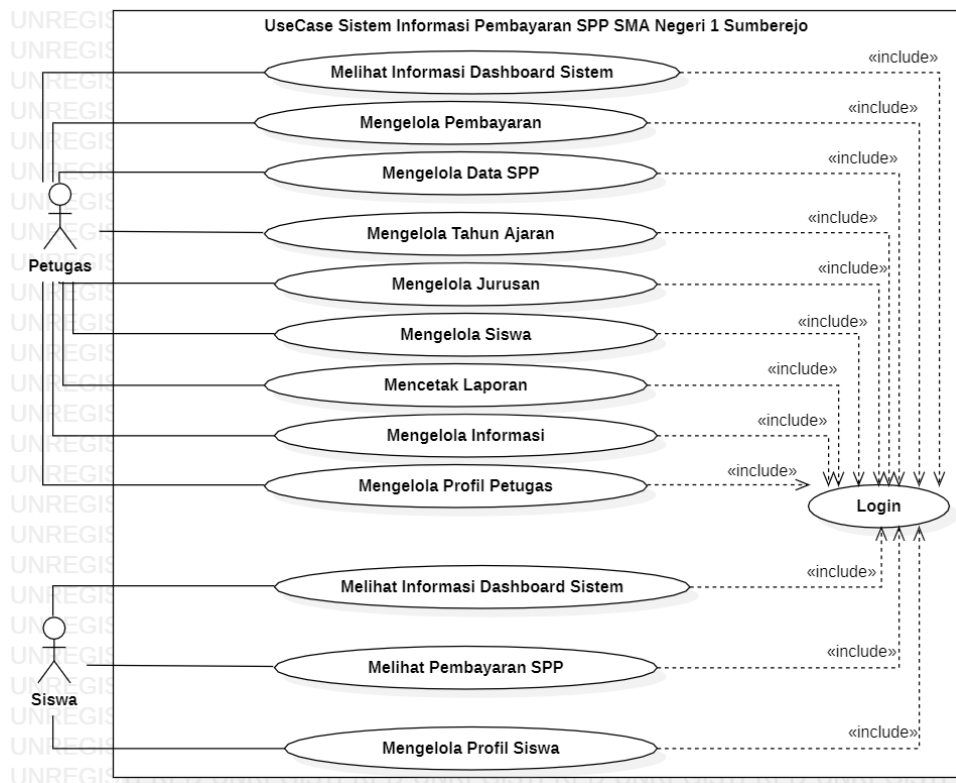 UseCase Sistem Informasi Pembayaran SPP SMA Negeri 1 Sumberejo
Melihat Informasi Dashboard Sistem
«include»
Mengelola Pembayaran
«include»
Mengelola Data SPP
«include»
Mengelola Tahun Ajaran
«include»
Petugas
Mengelola Jurusan
«include»
Mengelola Siswa
«include»
Mencetak Laporan
«include»
Mengelola Informasi
«include»
Mengelola Profil Petugas
«include»
Login
Melihat Informasi Dashboard Sistem
«include»
Melihat Pembayaran SPP
«include»
Siswa
Mengelola Profil Siswa
«include»